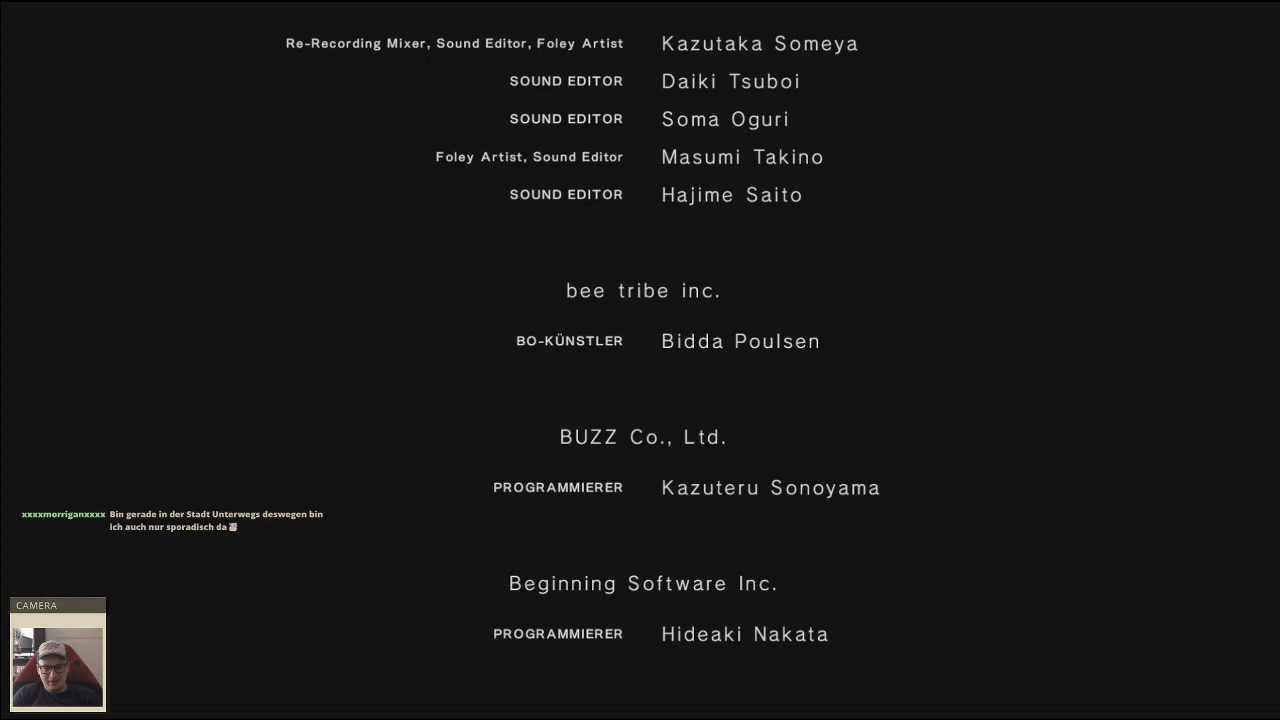 Re-Recording Mixer, Sound Editor, Foley Artist Kazutaka Someya
SOUND EDITOR Daiki Tsuboi
SOUND EDITOR Soma Oguri
Foley Artist, Sound Editor Masumi Takino
SOUND EDITOR Hajime Saito
bee tribe inc.
BO-KÜNSTLER Bidda Poulsen
BUZZ Co., Ltd.
PROGRAMMIERER Kazuteru Sonoyama
xxxxmorriganxxxx Bin gerade in der Stadt Unterwegs deswegen bin
ich auch nur sporadisch da
Beginning Software Inc.
PROGRAMMIERER Hideaki Nakata
CAMERA